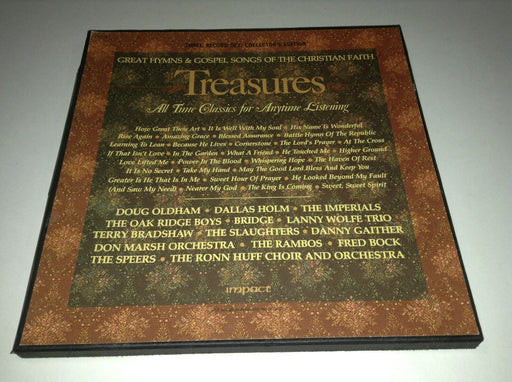 THREE RECORD SET/COLLECTOR'S EDITION
GREAT HYMNS & GOSPEL SONGS OF THE CHRISTIAN FAITH
Treasures
All Time Classics for Anytime Listening
How Great Thou Art • It Is Well With My Soul • His Name Is Wonderful
Rise Again • Amazing Grace • Blessed Assurance • Battle Hymn Of The Republic
Learning To Lean • Because He Lives • Cornerstone • The Lord's Prayer • At The Cross
If That Isn't Love • In The Garden • What A Friend • He Touched Me • Higher Ground
Love Lifted Me • Power In The Blood • Whispering Hope • The Haven Of Rest
It Is No Secret • Take My Hand • May The Good Lord Bless And Keep You
Greater Is He That Is In Me • Sweet Hour Of Prayer • He Looked Beyond My Fault
(And Saw My Need) • Nearer My God • The King Is Coming • Sweet, Sweet Spirit
DOUG OLDHAM • DALLAS HOLM • THE IMPERIALS
THE OAK RIDGE BOYS • BRIDGE • LANNY WOLFE TRIO
TERRY BRADSHAW • THE SLAUGHTERS • DANNY GAITHER
DON MARSH ORCHESTRA • THE RAMBOS • FRED BOCK
THE SPEERS • THE RONN HUFF CHOIR AND ORCHESTRA
impact